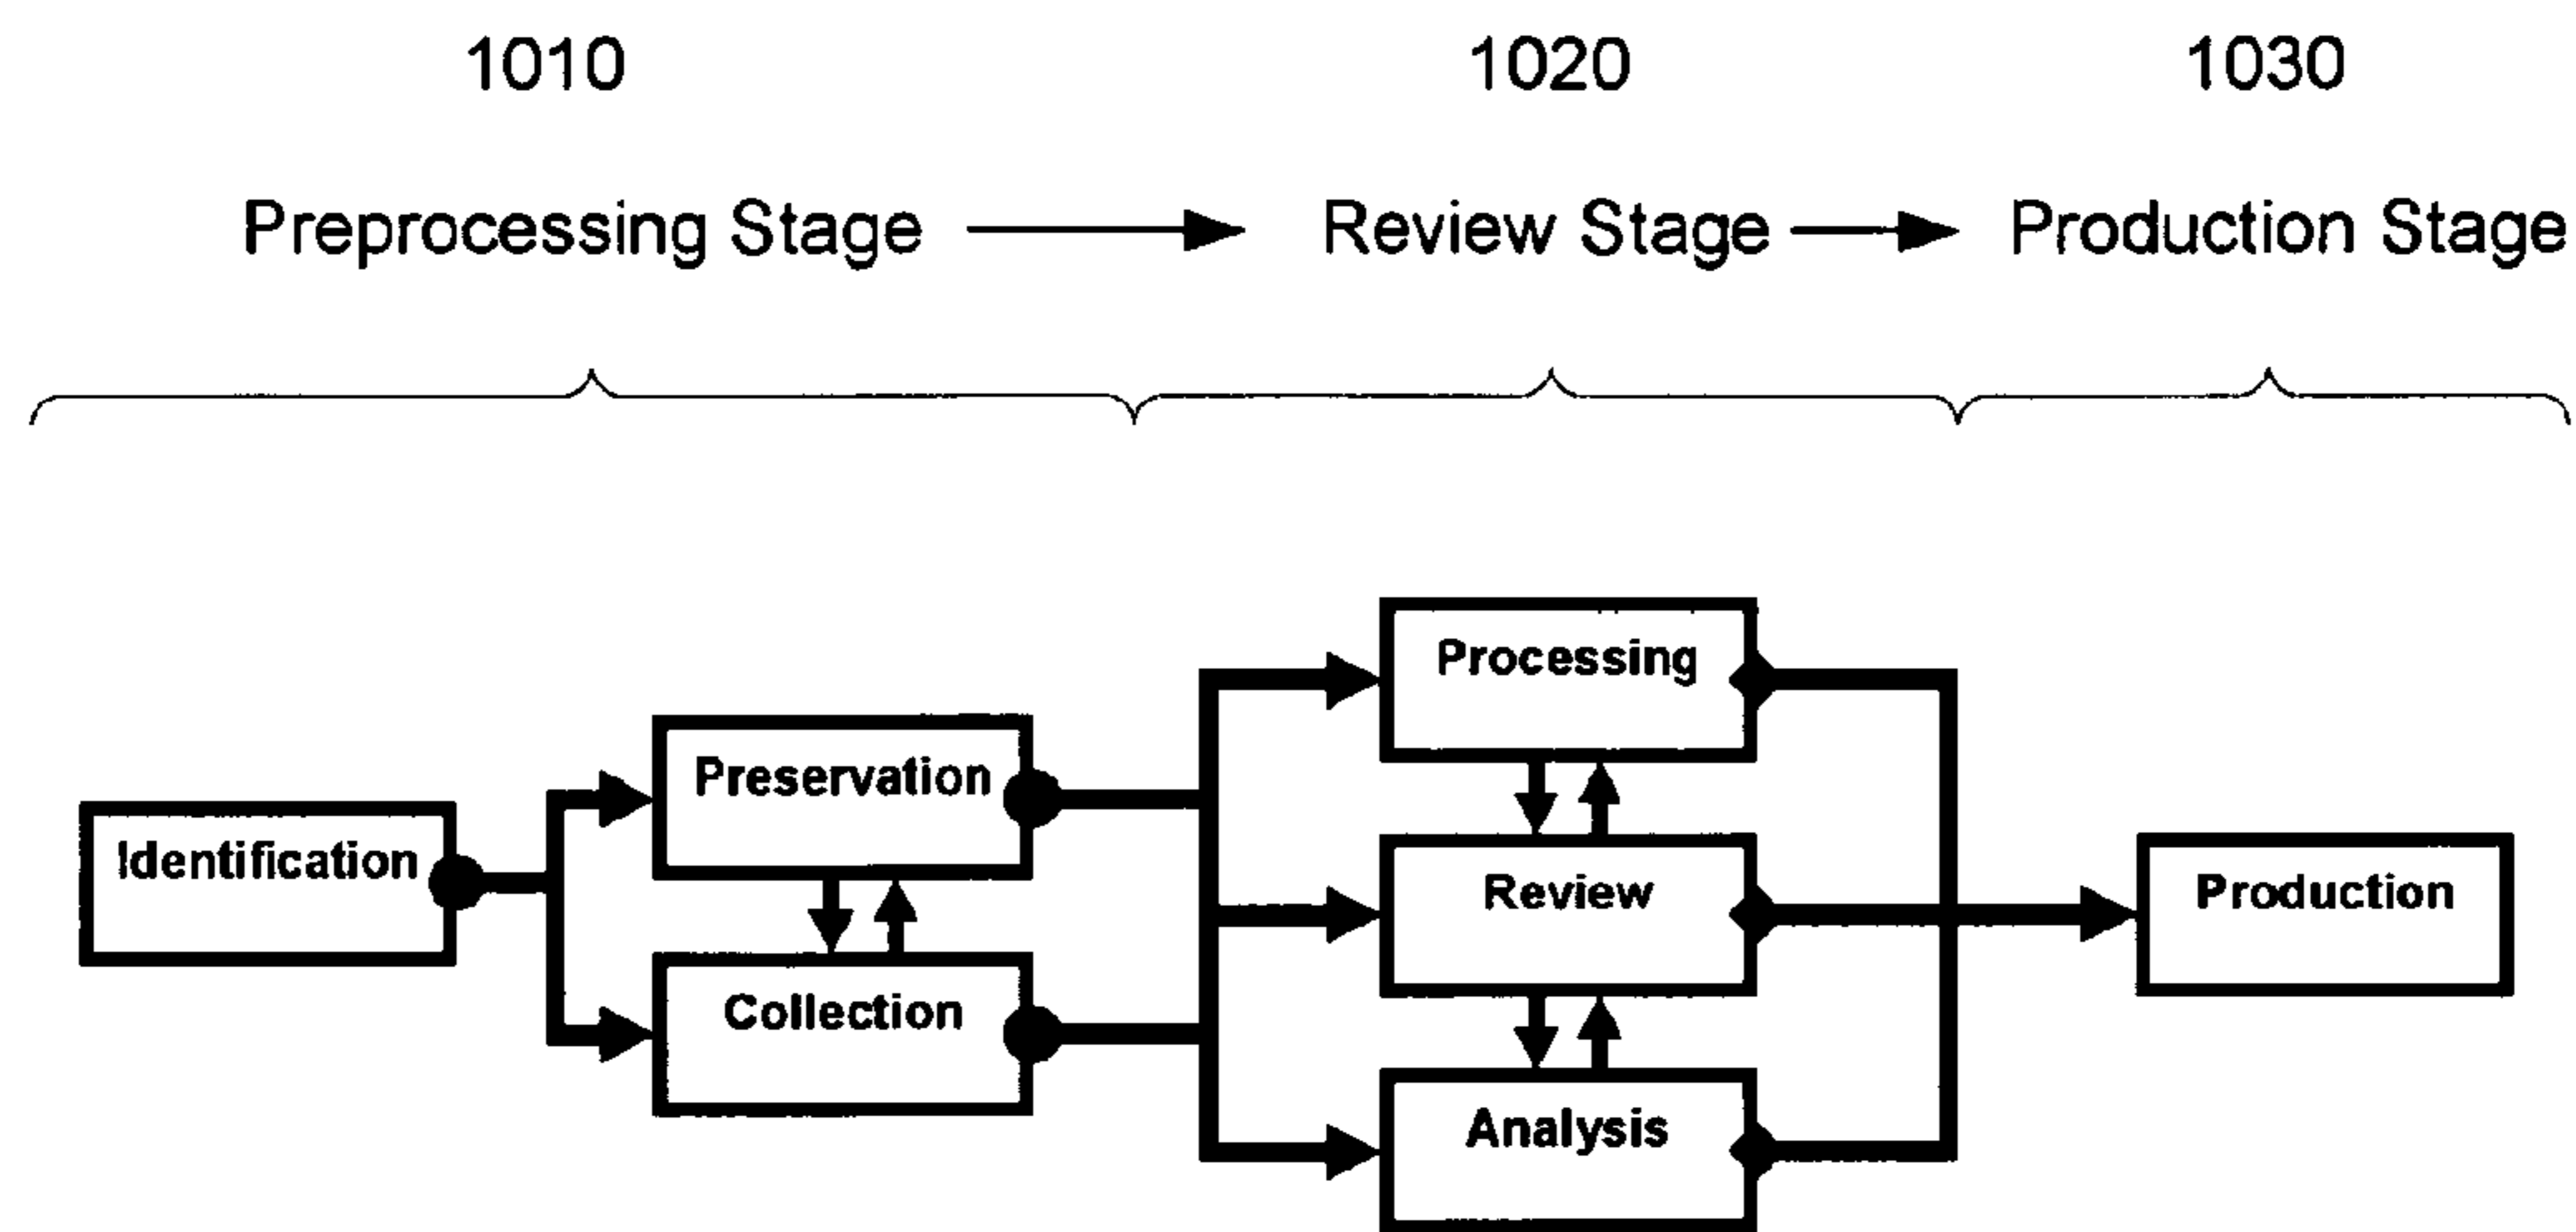 1010 1020 1030
Preprocessing Stage Review Stage Production Stage
Processing
Preservation
Identification
Review
Production
Collection
Analysis